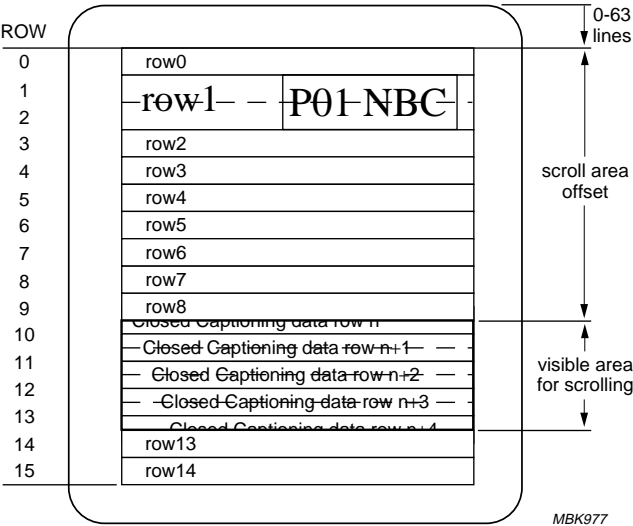 0-63
lines
ROW
0 row0
1 row1 P01 NBC
2
3 row2
4 row3
5 row4
6 row5
7 row6
8 row7
9 row8
Closed Captioning data row n
10
Closed Captioning data row n+1
11
Closed Captioning data row n+2
12
Closed Captioning data row n+3
13
Closed Captioning data row n+4
14 row13
15 row14
scroll area
offset
visible area
for scrolling
MBK977